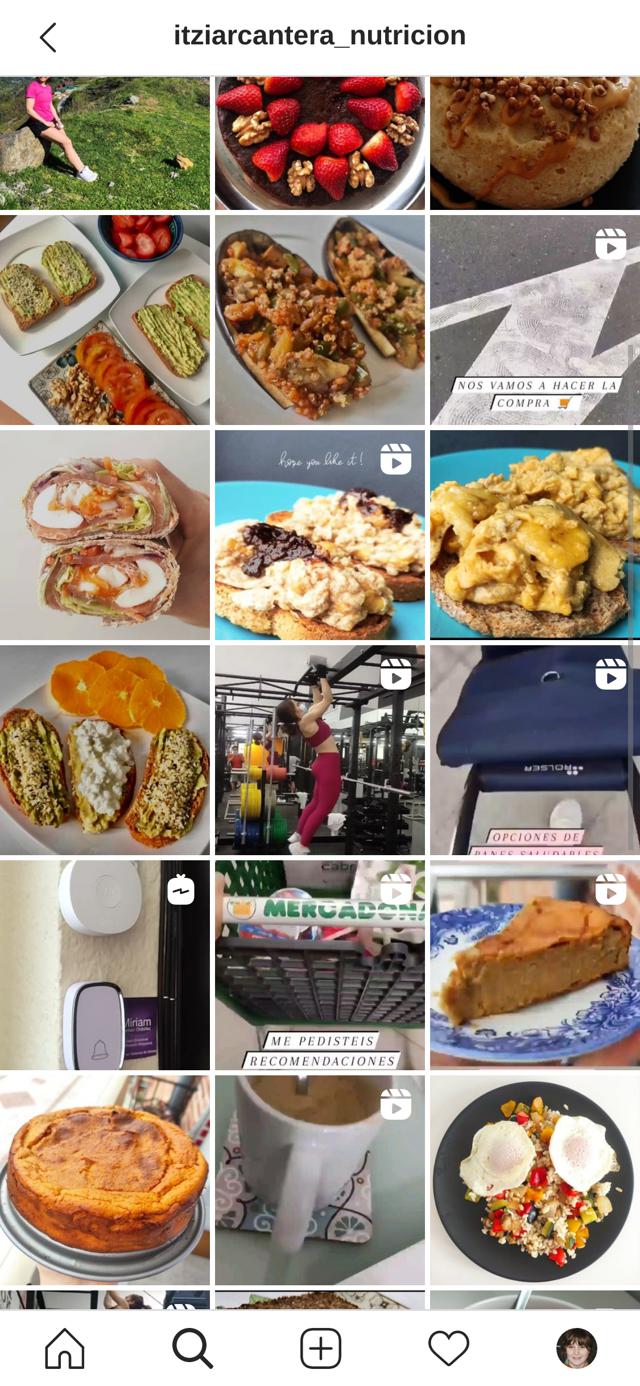 itziarcantera_nutricion
NOS VAMOS A HACER LA
COMPRA
hope you like it!
ROLSER
OPCIONES DE
PANES SALUDABLES
Miriam
MERCADONA
ME PEDISTEIS
RECOMENDACIONES